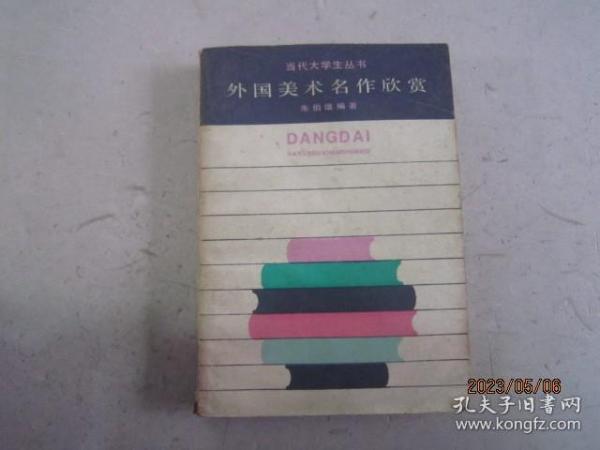 当代大学生丛书
外国美术名作欣赏
朱伯雄编著
DANGDAI
2023/05/06
孔夫子旧书网
www.kongfz.com